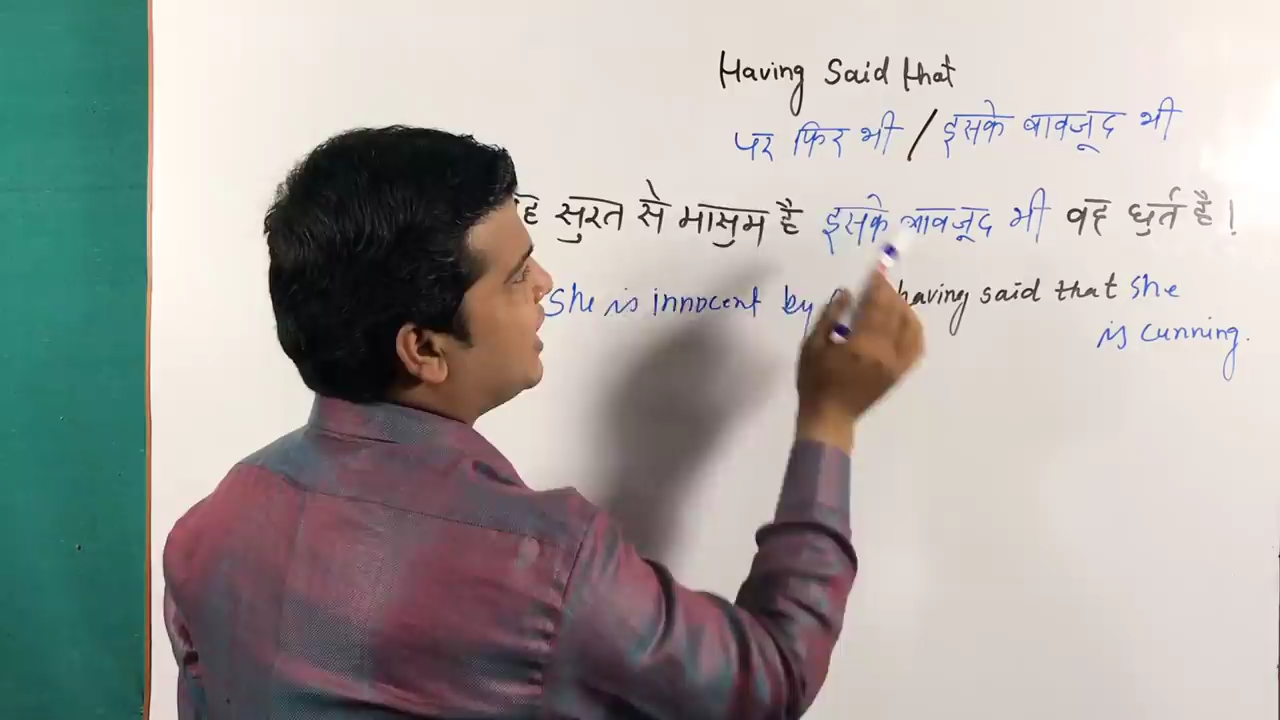 Having Said that
पर फिर भी / इसके बावजूद भी
सुरत से मासुम है इसके बावजूद भी वह धुर्त है!
She is innocent by having said that She
is cunning.